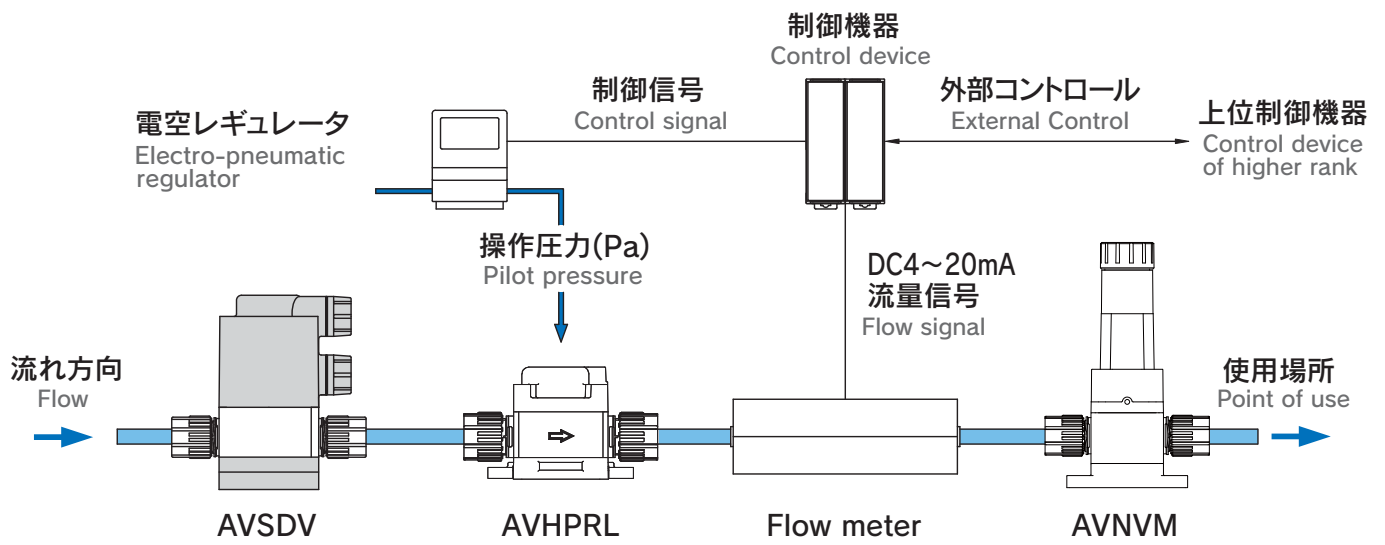 制御機器
Control device
制御信号
Control signal
外部コントロール
External Control
上位制御機器
Control device
of higher rank
電空レギュレータ
Electro-pneumatic
regulator
操作圧力(Pa)
Pilot pressure
DC4～20mA
流量信号
Flow signal
流れ方向
Flow
使用場所
Point of use
AVSDV
AVHPRL
Flow meter
AVNVM